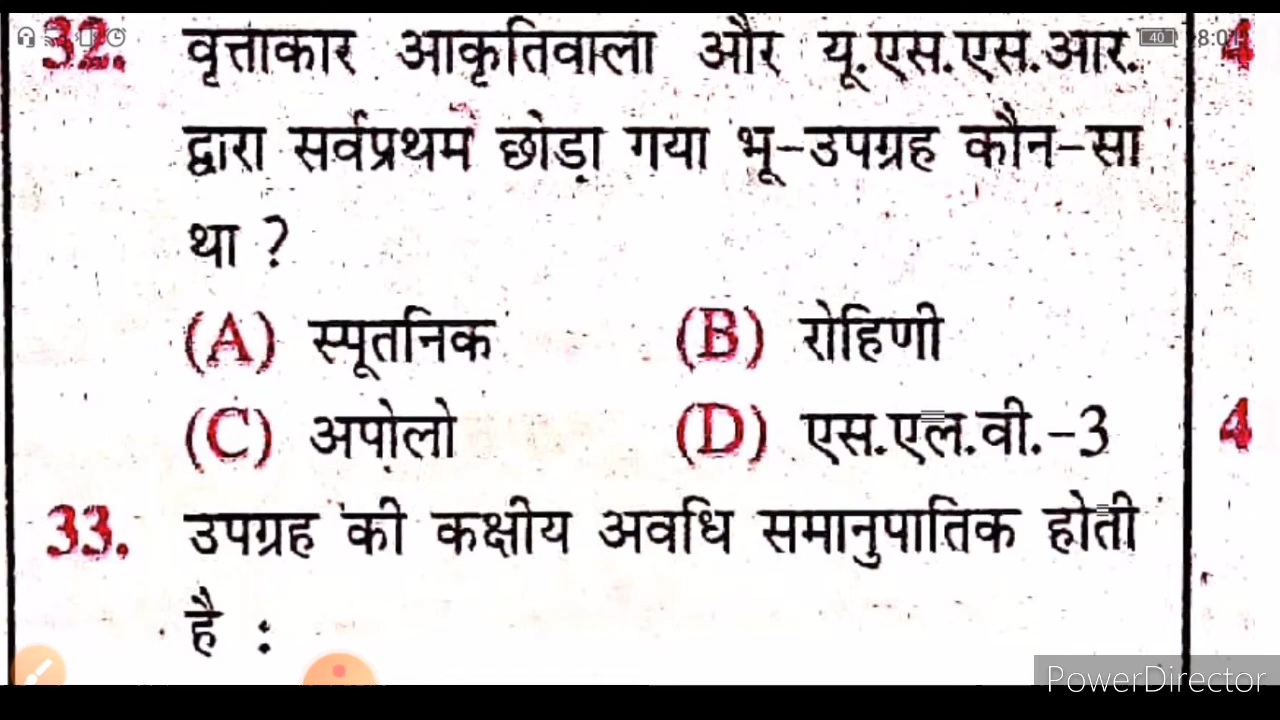 32. वृत्ताकार आकृतिवाला और यू.एस.एस.आर.
द्वारा सर्वप्रथम छोड़ा गया भू-उपग्रह कौन-सा
था ?
(A) स्पूतनिक (B) रोहिणी
(C) अपोलो (D) एस.एल.वी.-3
33. उपग्रह की कक्षीय अवधि समानुपातिक होती
है :
4
4
40
PowerDirector